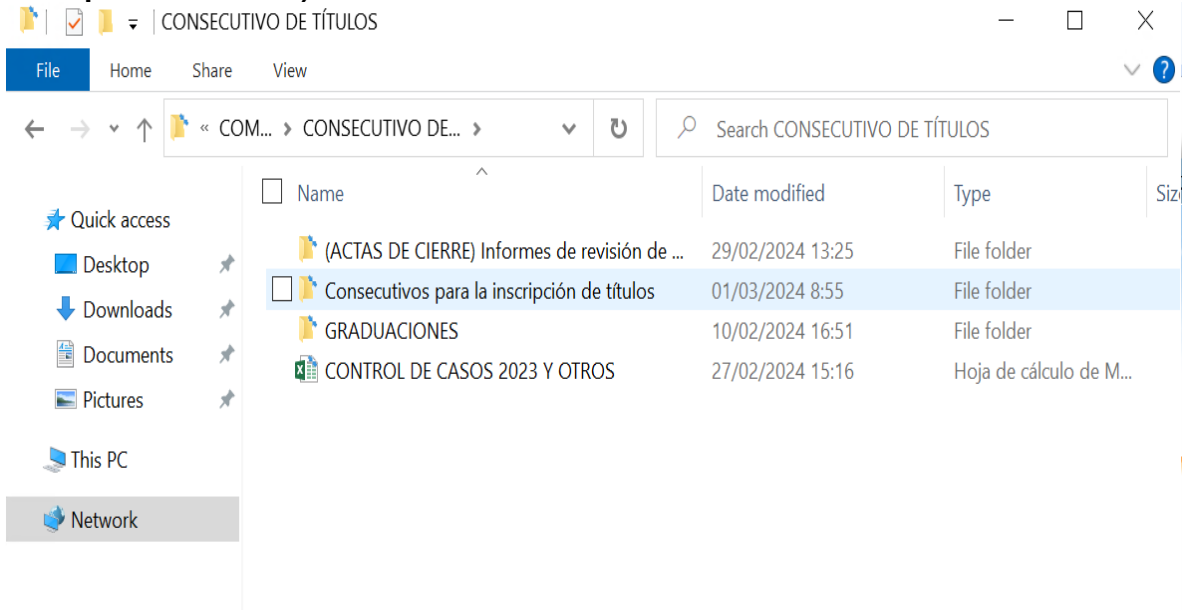 CONSECUTIVO DE TÍTULOS
File Home Share View
« COM... › CONSECUTIVO DE... › Search CONSECUTIVO DE TÍTULOS
Name Date modified Type Siz
Quick access
Desktop
Downloads
Documents
Pictures
This PC
Network
(ACTAS DE CIERRE) Informes de revisión de ... 29/02/2024 13:25 File folder
Consecutivos para la inscripción de títulos 01/03/2024 8:55 File folder
GRADUACIONES 10/02/2024 16:51 File folder
CONTROL DE CASOS 2023 Y OTROS 27/02/2024 15:16 Hoja de cálculo de M...